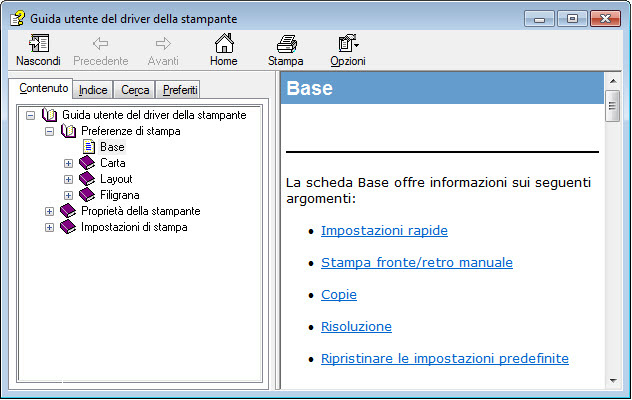 Guida utente del driver della stampante
Nascondi Precedente Avanti Home Stampa Opzioni
Contenuto Indice Cerca Preferiti
Guida utente del driver della stampante
Preferenze di stampa
Base
Carta
Layout
Filigrana
Proprietà della stampante
Impostazioni di stampa
Base
La scheda Base offre informazioni sui seguenti
argomenti:
• Impostazioni rapide
• Stampa fronte/retro manuale
• Copie
• Risoluzione
• Ripristinare le impostazioni predefinite